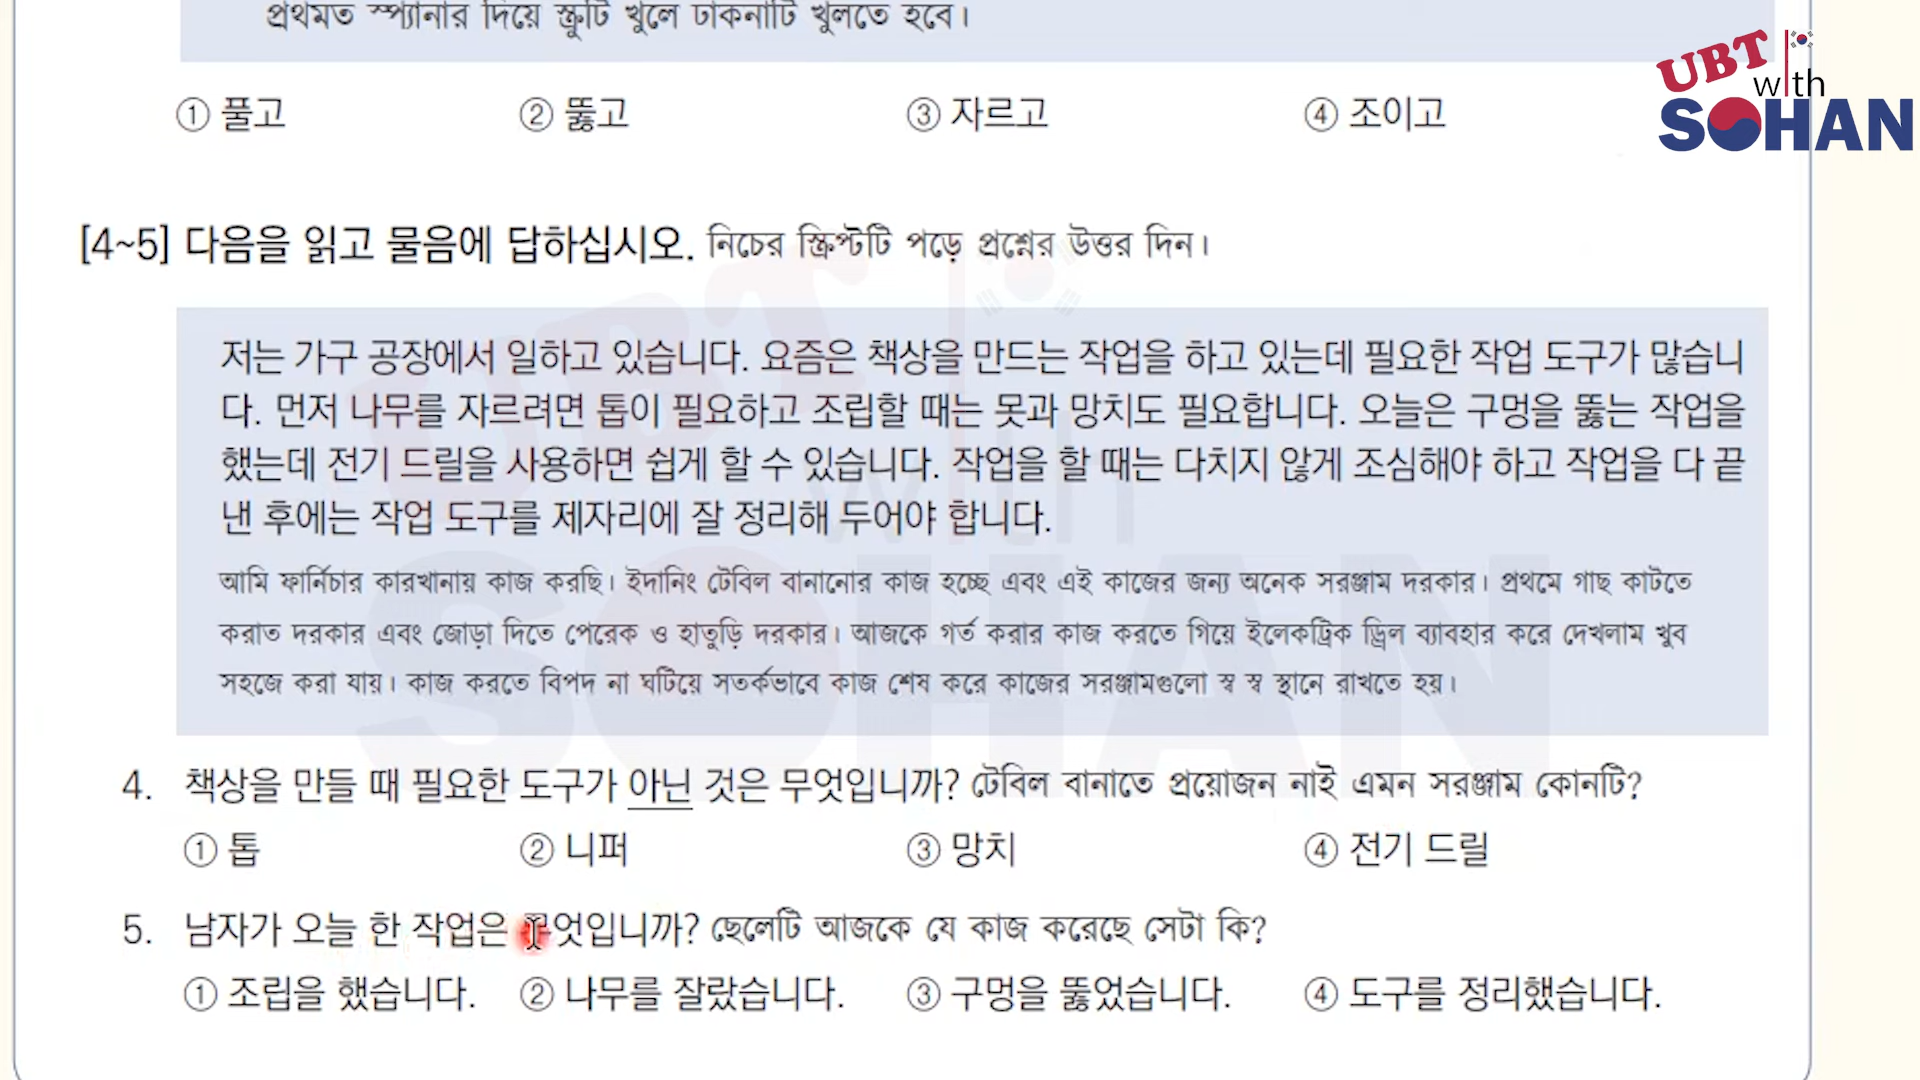 প্রথমত স্প্যানার দিয়ে স্ক্রুটি খুলে ঢাকনাটি খুলতে হবে।
UBT with SOHAN
① 풀고 ② 뚫고 ③ 자르고 ④ 조이고
[4~5] 다음을 읽고 물음에 답하십시오. নিচের স্ক্রিপ্টটি পড়ে প্রশ্নের উত্তর দিন।
저는 가구 공장에서 일하고 있습니다. 요즘은 책상을 만드는 작업을 하고 있는데 필요한 작업 도구가 많습니
다. 먼저 나무를 자르려면 톱이 필요하고 조립할 때는 못과 망치도 필요합니다. 오늘은 구멍을 뚫는 작업을
했는데 전기 드릴을 사용하면 쉽게 할 수 있습니다. 작업을 할 때는 다치지 않게 조심해야 하고 작업을 다 끝
낸 후에는 작업 도구를 제자리에 잘 정리해 두어야 합니다.
আমি ফার্নিচার কারখানায় কাজ করছি। ইদানিং টেবিল বানানোর কাজ হচ্ছে এবং এই কাজের জন্য অনেক সরঞ্জাম দরকার। প্রথমে গাছ কাটতে
করাত দরকার এবং জোড়া দিতে পেরেক ও হাতুড়ি দরকার। আজকে গর্ত করার কাজ করতে গিয়ে ইলেকট্রিক ড্রিল ব্যাবহার করে দেখলাম খুব
সহজে করা যায়। কাজ করতে বিপদ না ঘটিয়ে সতর্কভাবে কাজ শেষ করে কাজের সরঞ্জামগুলো স্ব স্ব স্থানে রাখতে হয়।
4. 책상을 만들 때 필요한 도구가 아닌 것은 무엇입니까? টেবিল বানাতে প্রয়োজন নাই এমন সরঞ্জাম কোনটি?
① 톱 ② 니퍼 ③ 망치 ④ 전기 드릴
5. 남자가 오늘 한 작업은 무엇입니까? ছেলেটি আজকে যে কাজ করেছে সেটা কি?
① 조립을 했습니다. ② 나무를 잘랐습니다. ③ 구멍을 뚫었습니다. ④ 도구를 정리했습니다.